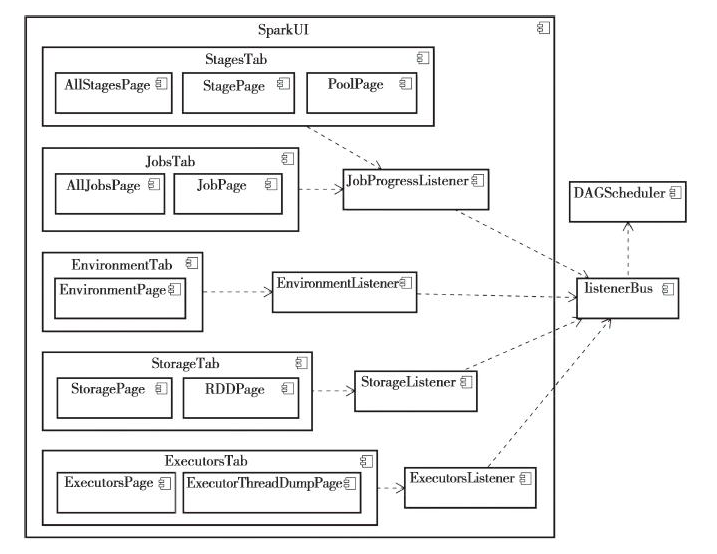 SparkUI
StagesTab
AllStagesPage
StagePage
PoolPage
JobsTab
AllJobsPage
JobPage
JobProgressListener
DAGScheduler
EnvironmentTab
EnvironmentPage
EnvironmentListener
listenerBus
StorageTab
StoragePage
RDDPage
StorageListener
ExecutorsTab
ExecutorsPage
ExecutorThreadDumpPage
ExecutorsListener